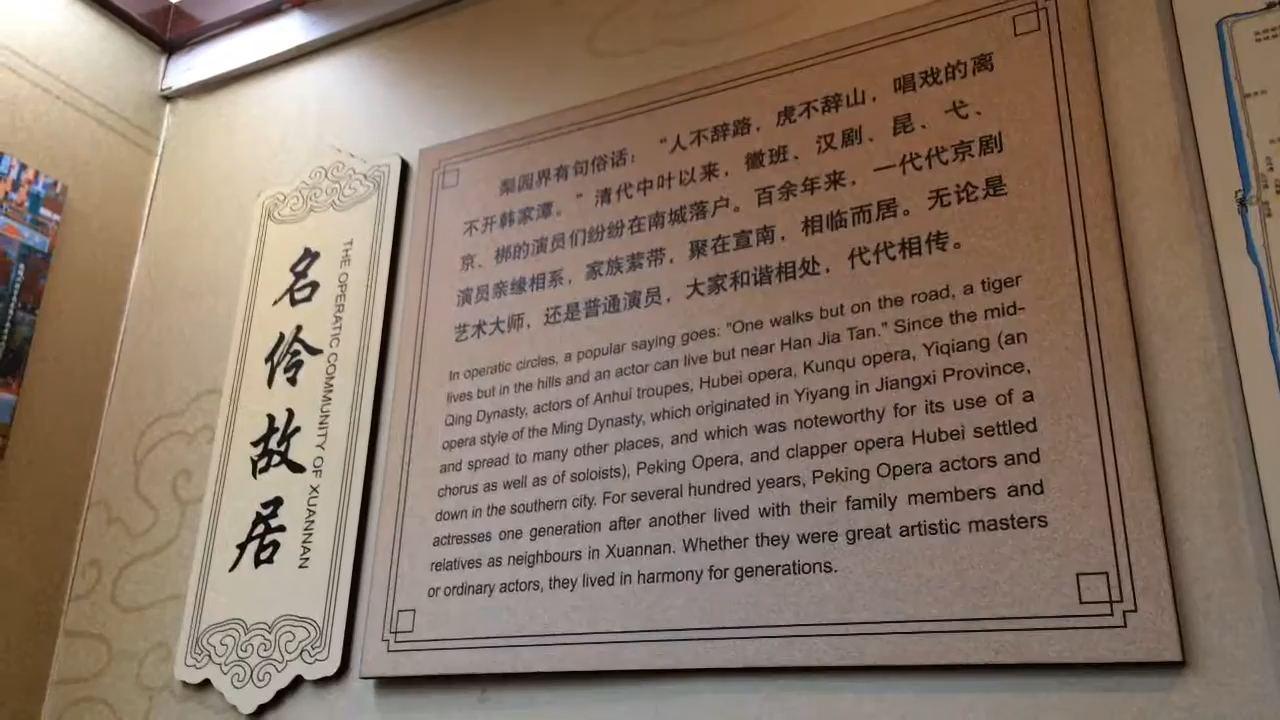 名伶故居
THE OPERATIC COMMUNITY OF XUANNAN
梨园界有句俗话：“人不辞路，虎不辞山，唱戏的离
不开韩家潭。”清代中叶以来，徽班、汉剧、昆、弋、
京、梆的演员们纷纷在南城落户。百余年来，一代代京剧
演员亲缘相系，家族萦带，聚在宣南，相临而居。无论是
艺术大师，还是普通演员，大家和谐相处，代代相传。
In operatic circles, a popular saying goes: "One walks but on the road, a tiger
lives but in the hills and an actor can live but near Han Jia Tan." Since the mid-
Qing Dynasty, actors of Anhui troupes, Hubei opera, Kunqu opera, Yiqiang (an
opera style of the Ming Dynasty, which originated in Yiyang in Jiangxi Province,
and spread to many other places, and which was noteworthy for its use of a
chorus as well as of soloists), Peking Opera, and clapper opera Hubei settled
down in the southern city. For several hundred years, Peking Opera actors and
actresses one generation after another lived with their family members and
relatives as neighbours in Xuannan. Whether they were great artistic masters
or ordinary actors, they lived in harmony for generations.